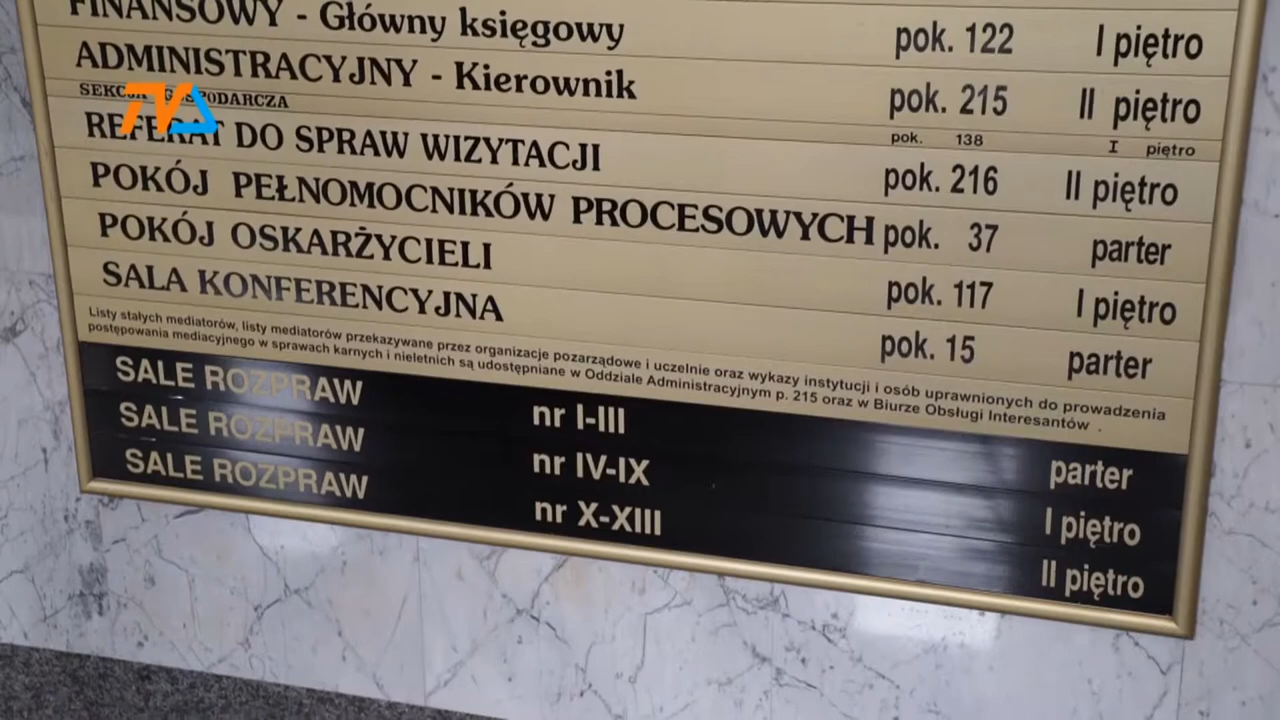 FINANSOWY - Główny księgowy pok. 122 I piętro
ADMINISTRACYJNY - Kierownik pok. 215 II piętro
SEKCJA GOSPODARCZA pok. 138 I piętro
REFERAT DO SPRAW WIZYTACJI pok. 216 II piętro
POKÓJ PEŁNOMOCNIKÓW PROCESOWYCH pok. 37 parter
POKÓJ OSKARŻYCIELI pok. 117 I piętro
SALA KONFERENCYJNA pok. 15 parter
Listy stałych mediatorów, listy mediatorów przekazywane przez organizacje pozarządowe i uczelnie oraz wykazy instytucji i osób uprawnionych do prowadzenia
postępowania mediacyjnego w sprawach karnych i nieletnich są udostępniane w Oddziale Administracyjnym p. 215 oraz w Biurze Obsługi Interesantów .
SALE ROZPRAW nr I-III parter
SALE ROZPRAW nr IV-IX I piętro
SALE ROZPRAW nr X-XIII II piętro
TVA